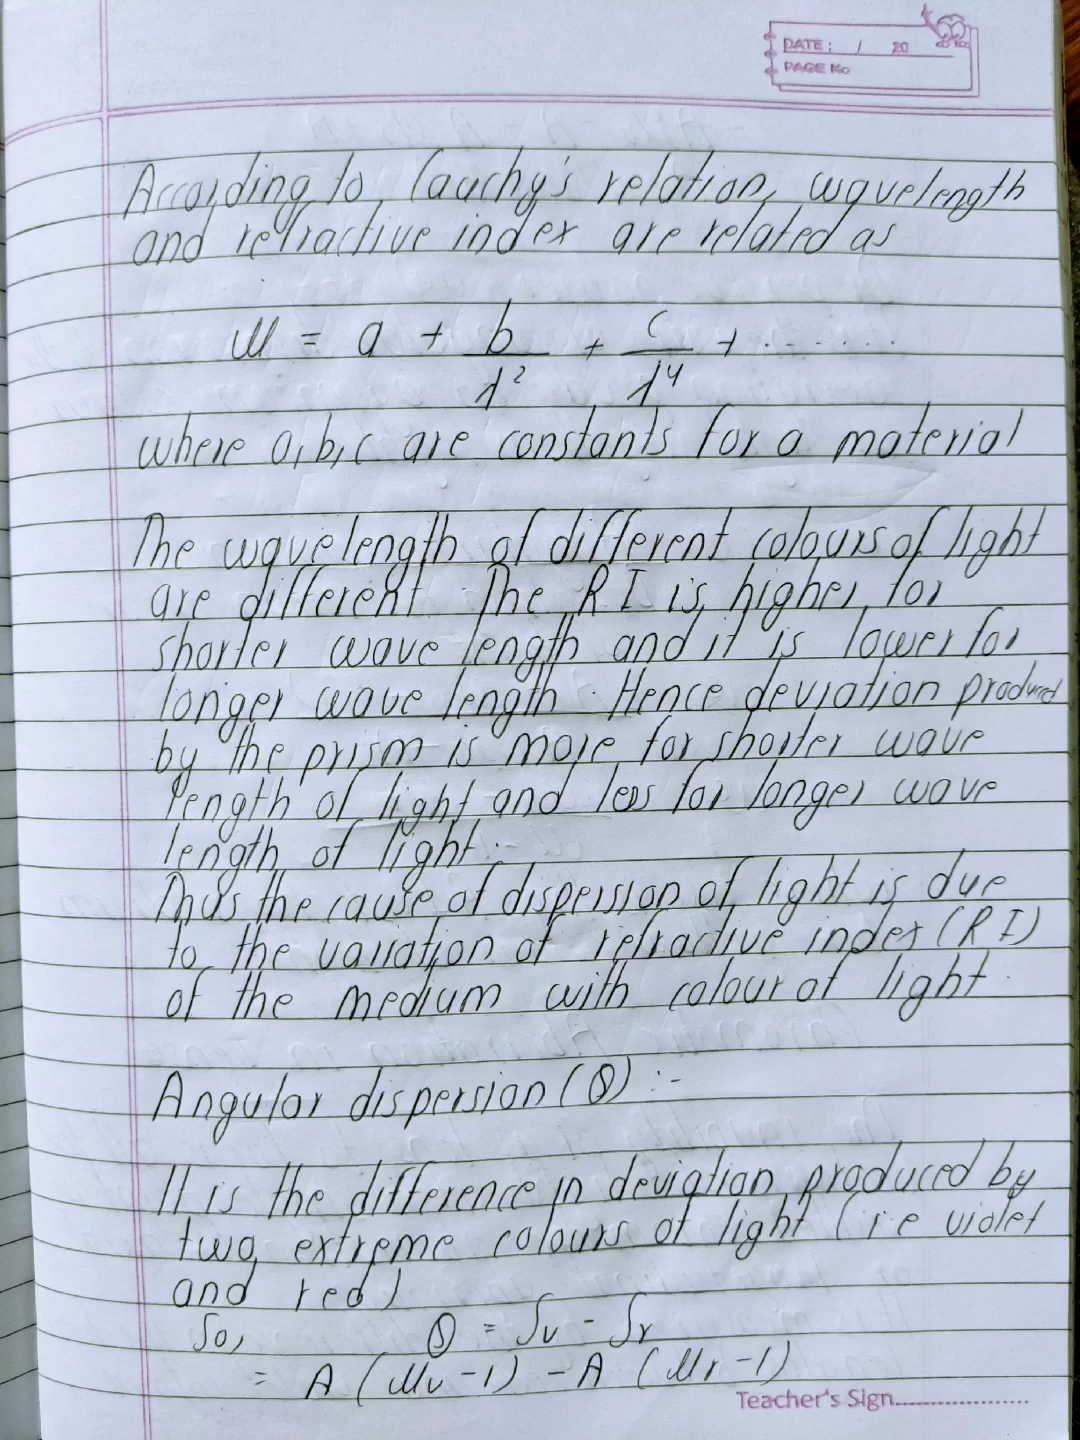 DATE: / 20
PAGE No
According to Cauchy's relation, wavelength
and refractive index are related as
μ = a + b/λ² + c/λ⁴ + ......
where a, b, c are constants for a material
The wavelength of different colours of light
are different. The RI is higher for
shorter wave length and it is lower for
longer wave length. Hence deviation produced
by the prism is more for shorter wave
length of light and less for longer wave
length of light.
Thus the cause of dispersion of light is due
to the variation of refractive index (RI)
of the medium with colour of light.
Angular dispersion (θ) :-
It is the difference in deviation produced by
two extreme colours of light (i.e violet
and red)
So, θ = δv - δr
= A (μv - 1) - A (μr - 1)
Teacher's Sign....................